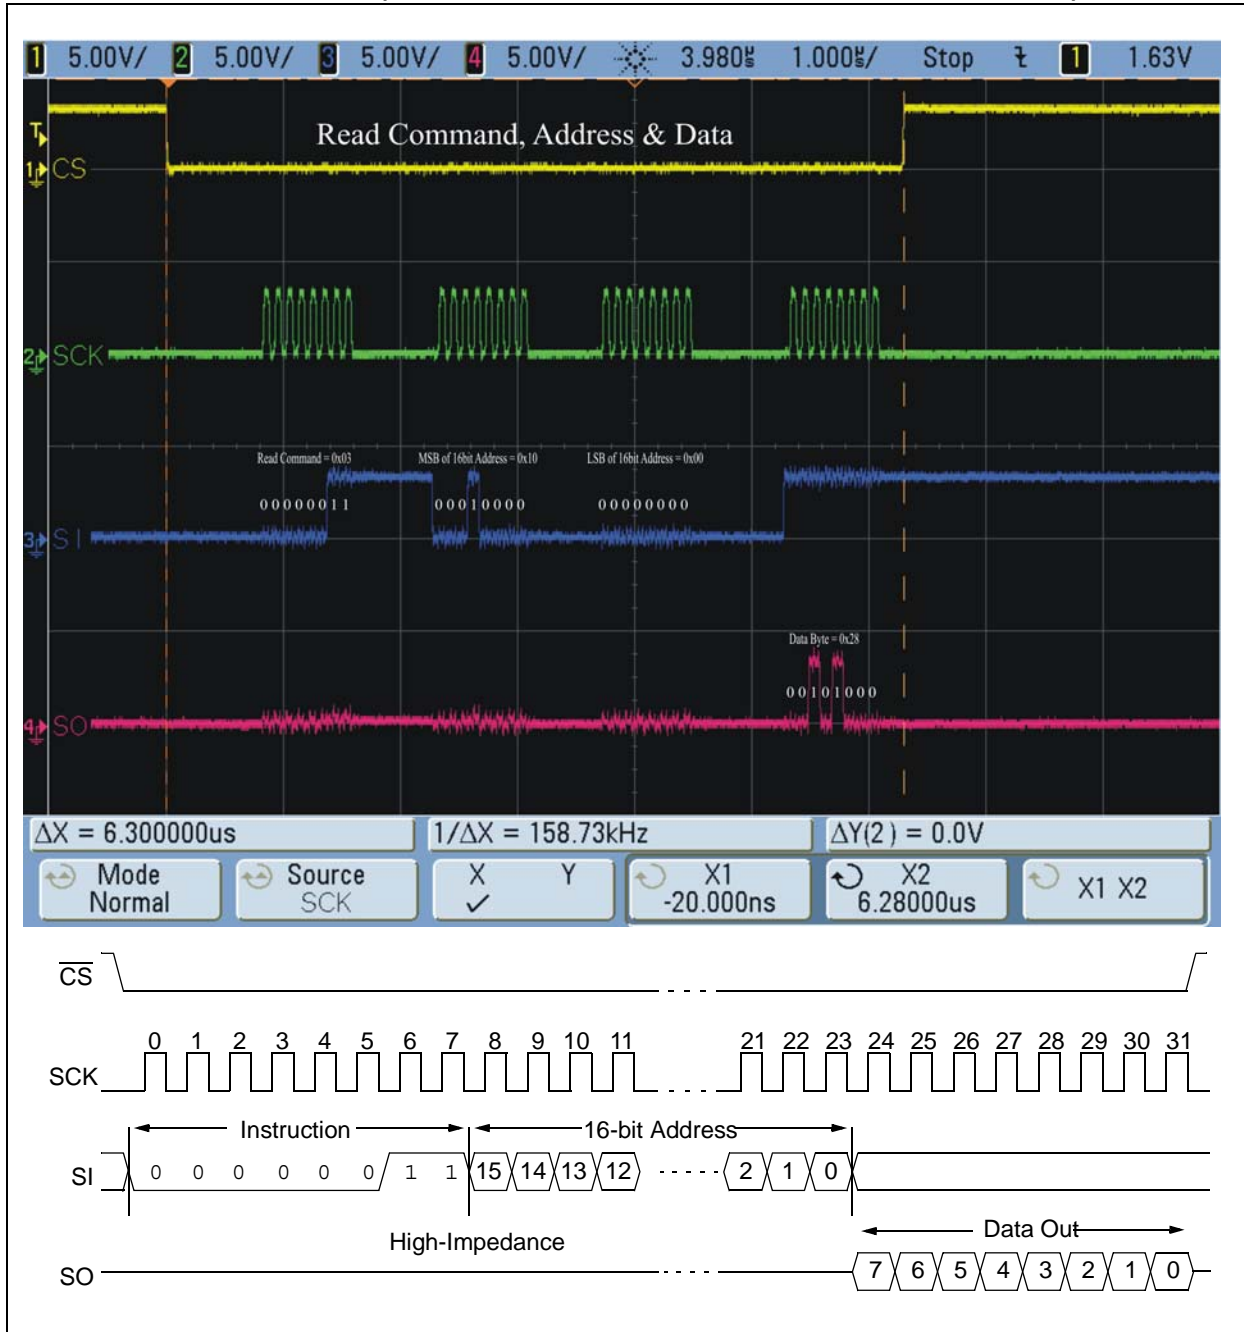 1 5.00V/ 2 5.00V/ 3 5.00V/ 4 5.00V/ 3.980µs 1.000µs/ Stop 1 1.63V
T
Read Command, Address & Data
1 CS
2 SCK
Read Command = 0x03 MSB of 16bit Address = 0x10 LSB of 16bit Address = 0x00
0 0 0 0 0 0 1 1 0 0 0 1 0 0 0 0 0 0 0 0 0 0 0 0
3 SI
Data Byte = 0x28
0 0 1 0 1 0 0 0
4 SO
ΔX = 6.300000us 1/ΔX = 158.73kHz ΔY(2) = 0.0V
Mode Source X Y X1 X2 X1 X2
Normal SCK ✓ -20.000ns 6.28000us
CS
0 1 2 3 4 5 6 7 8 9 10 11 21 22 23 24 25 26 27 28 29 30 31
SCK
Instruction 16-bit Address
SI 0 0 0 0 0 0 1 1 15 14 13 12 2 1 0
High-Impedance Data Out
SO 7 6 5 4 3 2 1 0